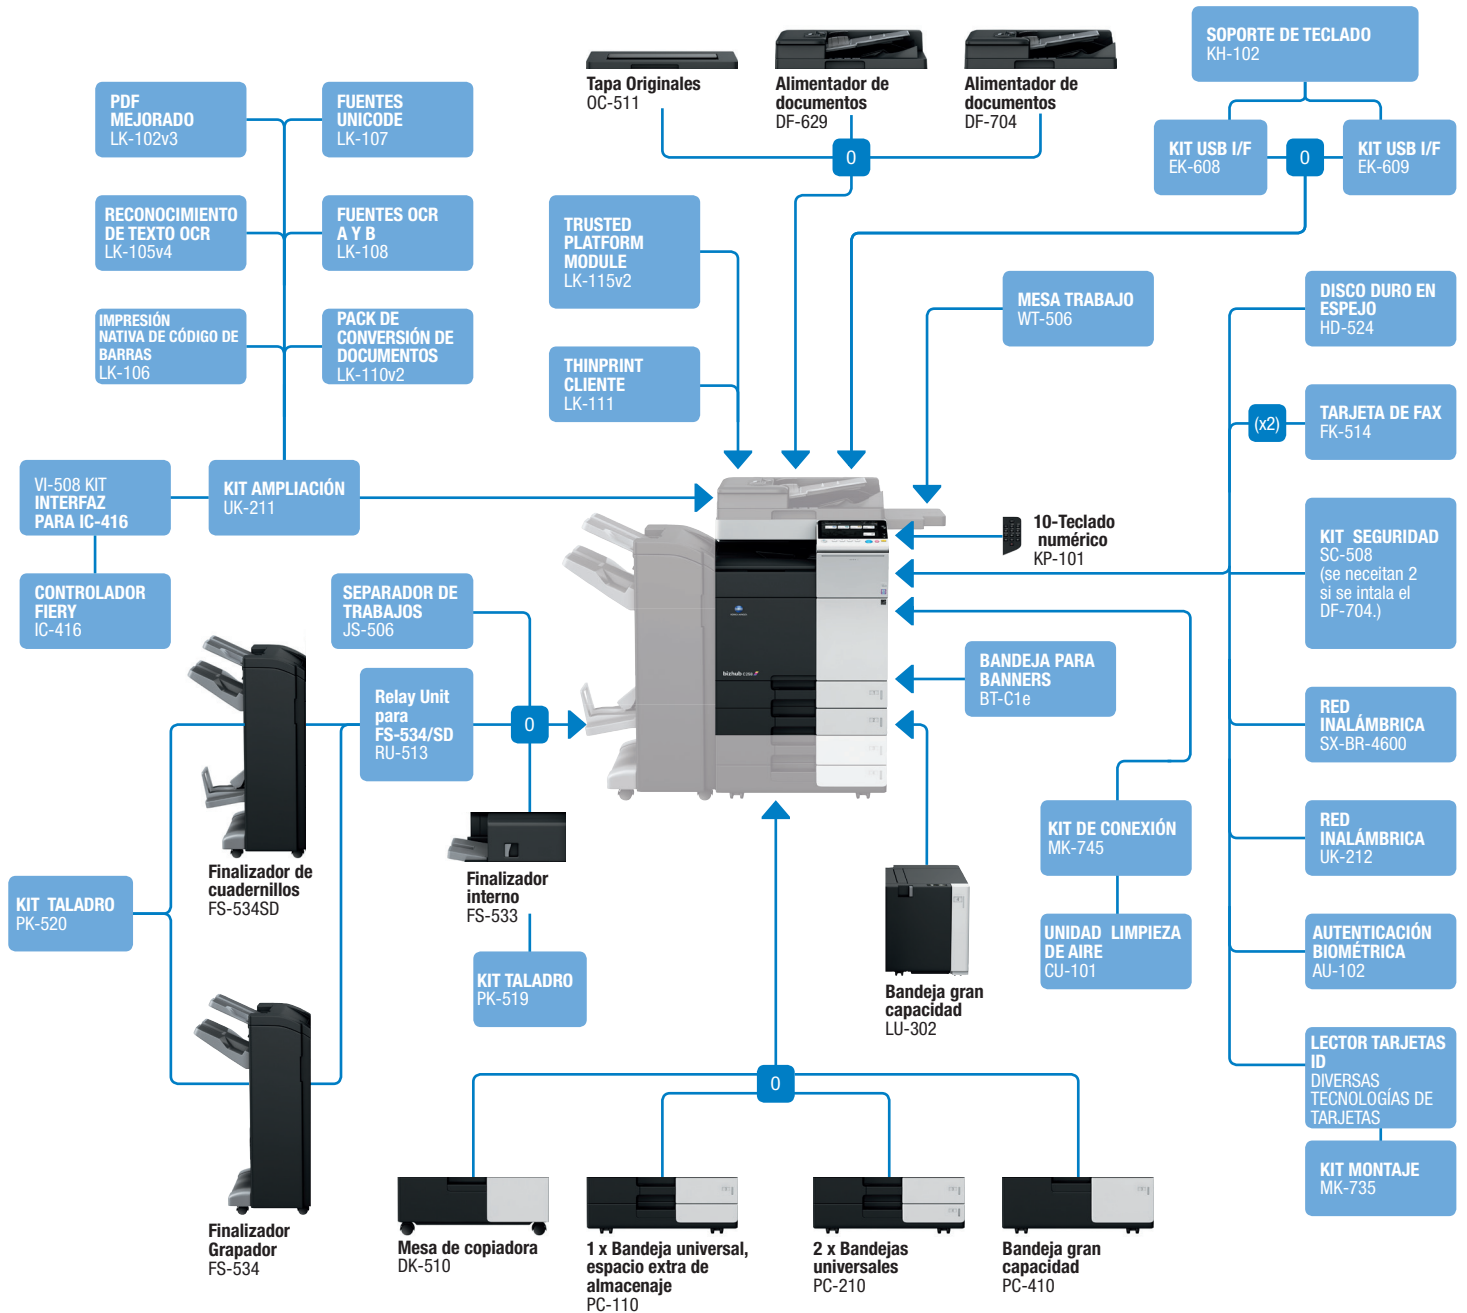 SOPORTE DE TECLADO
KH-102
Tapa Originales
OC-511
Alimentador de
documentos
DF-629
Alimentador de
documentos
DF-704
PDF
MEJORADO
LK-102v3
FUENTES
UNICODE
LK-107
KIT USB I/F
EK-608
O
KIT USB I/F
EK-609
O
RECONOCIMIENTO
DE TEXTO OCR
LK-105v4
FUENTES OCR
A Y B
LK-108
TRUSTED
PLATFORM
MODULE
LK-115v2
MESA TRABAJO
WT-506
DISCO DURO EN
ESPEJO
HD-524
IMPRESIÓN
NATIVA DE CÓDIGO DE
BARRAS
LK-106
PACK DE
CONVERSIÓN DE
DOCUMENTOS
LK-110v2
THINPRINT
CLIENTE
LK-111
(x2)
TARJETA DE FAX
FK-514
VI-508 KIT
INTERFAZ
PARA IC-416
KIT AMPLIACIÓN
UK-211
10-Teclado
numérico
KP-101
KIT SEGURIDAD
SC-508
(se neceitan 2
si se intala el
DF-704.)
CONTROLADOR
FIERY
IC-416
SEPARADOR DE
TRABAJOS
JS-506
bizhub
BANDEJA PARA
BANNERS
BT-C1e
Relay Unit
para
FS-534/SD
RU-513
O
RED
INALÁMBRICA
SX-BR-4600
KIT DE CONEXIÓN
MK-745
RED
INALÁMBRICA
UK-212
Finalizador de
cuadernillos
FS-534SD
Finalizador
interno
FS-533
KIT TALADRO
PK-520
UNIDAD LIMPIEZA
DE AIRE
CU-101
AUTENTICACIÓN
BIOMÉTRICA
AU-102
KIT TALADRO
PK-519
Bandeja gran
capacidad
LU-302
LECTOR TARJETAS
ID
DIVERSAS
TECNOLOGÍAS DE
TARJETAS
O
KIT MONTAJE
MK-735
Finalizador
Grapador
FS-534
Mesa de copiadora
DK-510
1 x Bandeja universal,
espacio extra de
almacenaje
PC-110
2 x Bandejas
universales
PC-210
Bandeja gran
capacidad
PC-410